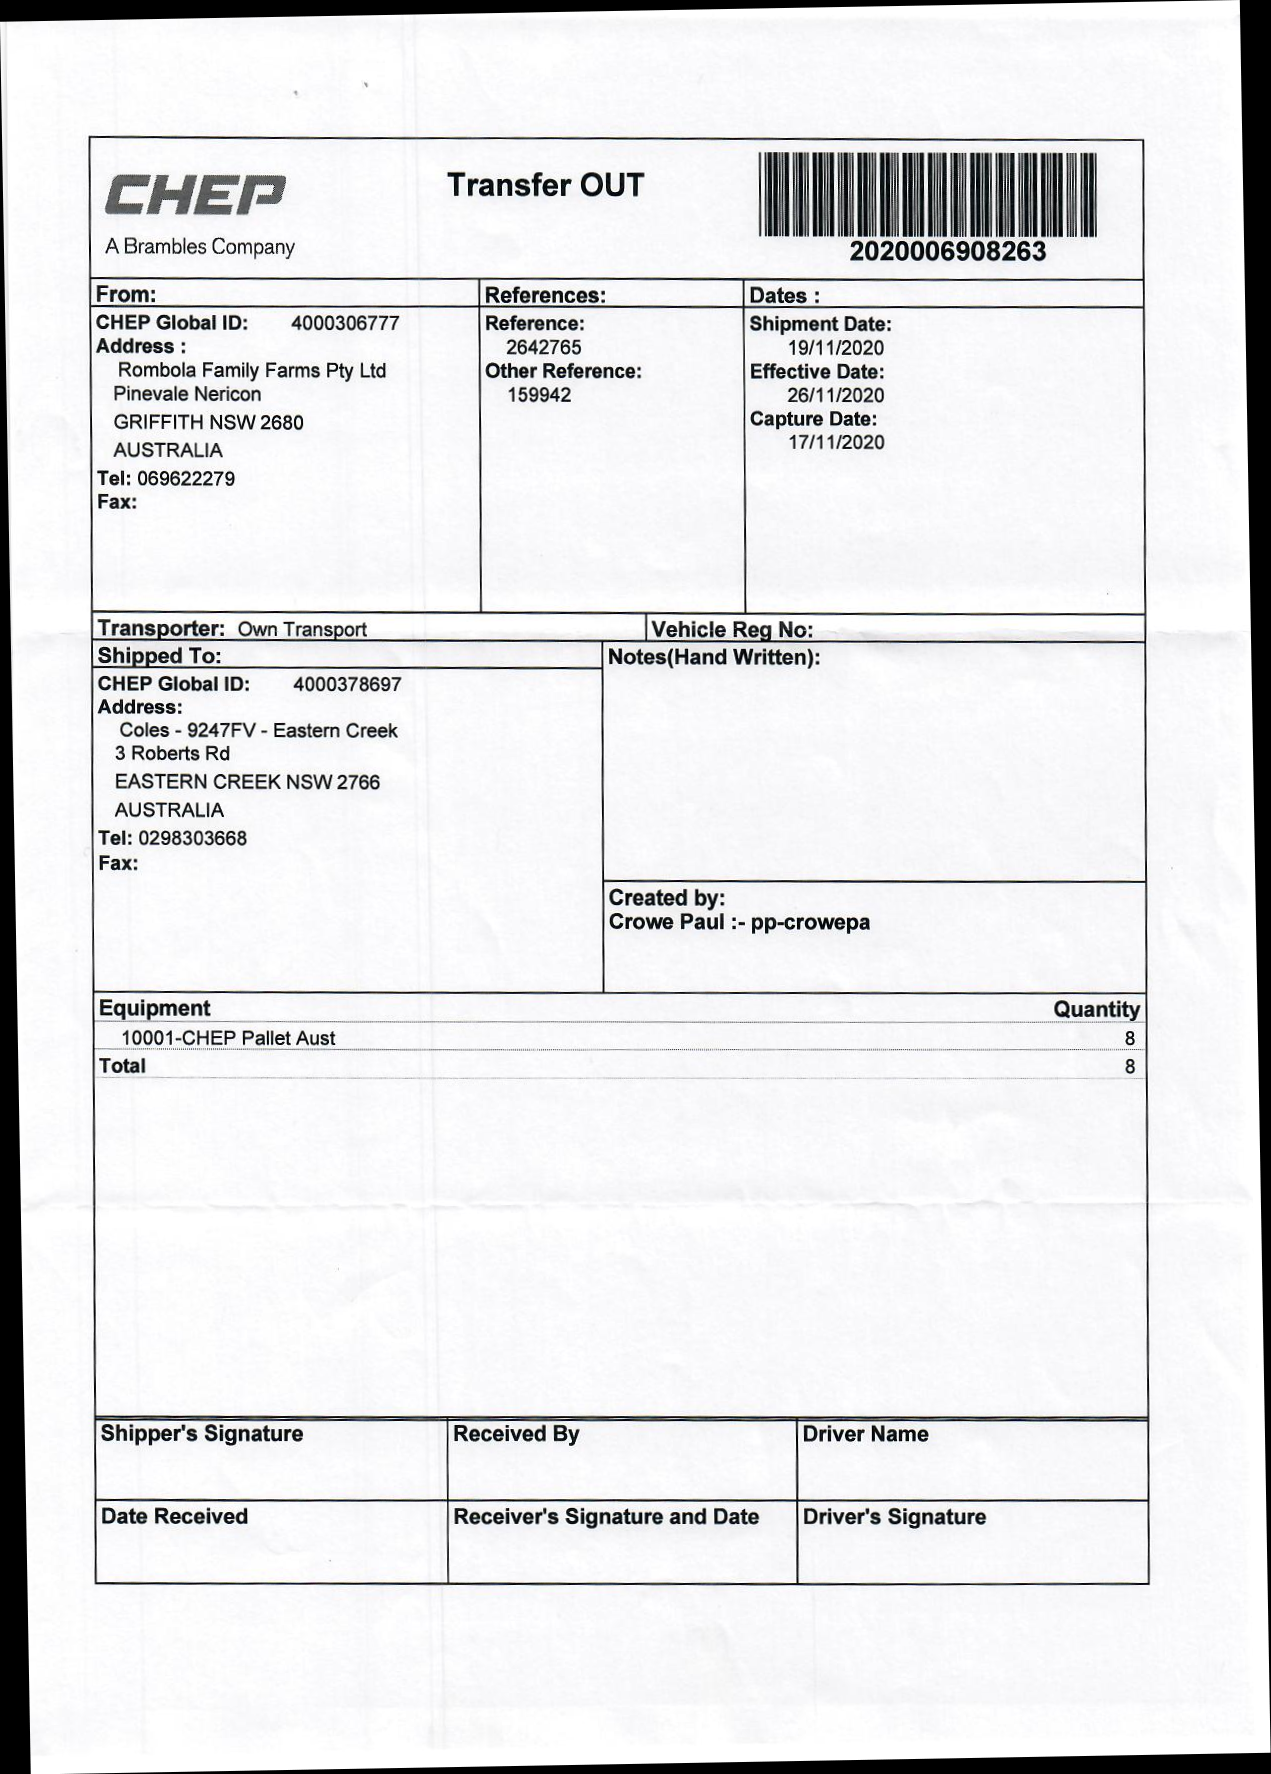 CHEP
A Brambles Company
Transfer OUT
2020006908263
From:
CHEP Global ID: 4000306777
Address :
Rombola Family Farms Pty Ltd
Pinevale Nericon
GRIFFITH NSW 2680
AUSTRALIA
Tel: 069622279
Fax:
References:
Reference:
2642765
Other Reference:
159942
Dates :
Shipment Date:
19/11/2020
Effective Date:
26/11/2020
Capture Date:
17/11/2020
Transporter: Own Transport
Vehicle Reg No:
Shipped To:
CHEP Global ID: 4000378697
Address:
Coles - 9247FV - Eastern Creek
3 Roberts Rd
EASTERN CREEK NSW 2766
AUSTRALIA
Tel: 0298303668
Fax:
Notes(Hand Written):
Created by:
Crowe Paul :- pp-crowepa
Equipment Quantity
10001-CHEP Pallet Aust 8
Total 8
Shipper's Signature
Received By
Driver Name
Date Received
Receiver's Signature and Date
Driver's Signature